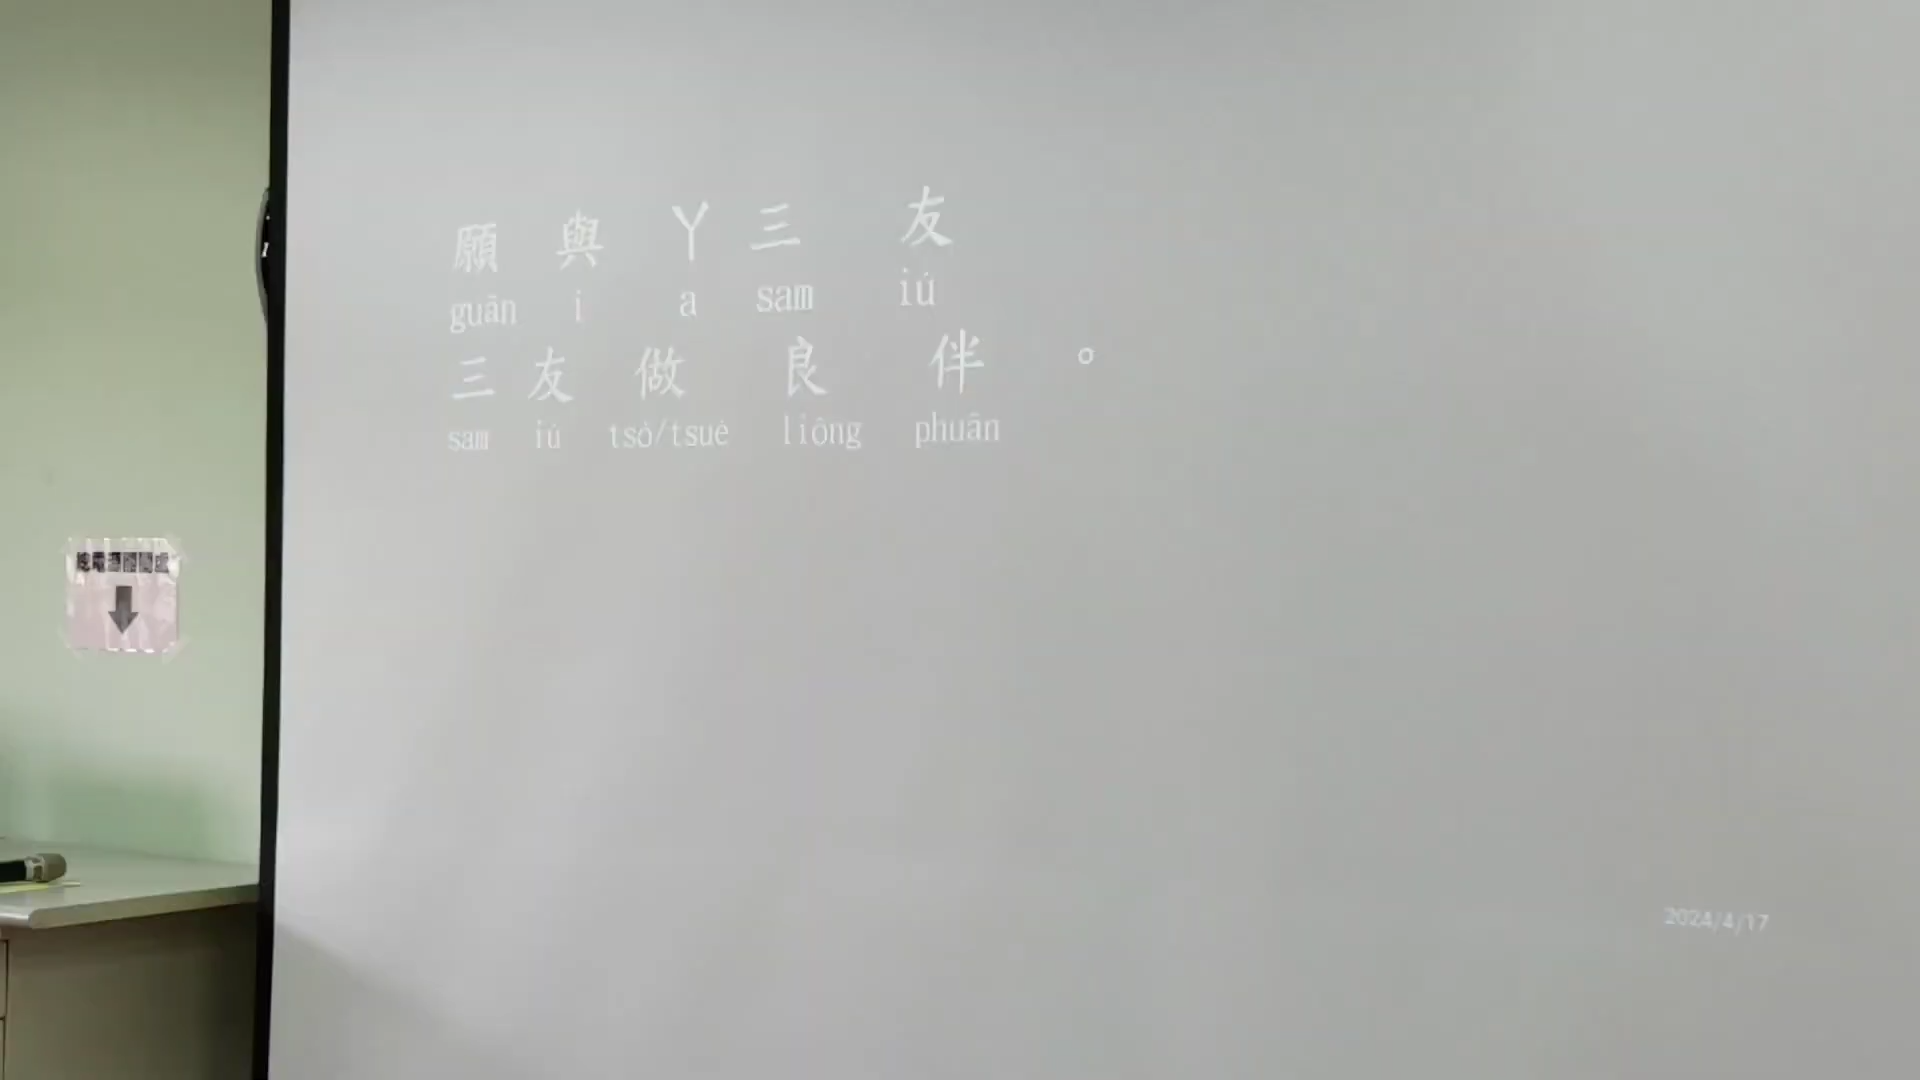 願 與 丫 三 友
guān i a sam iú
三 友 做 良 伴 。
sam iú tsò/tsuè liông phuān
2024/4/17